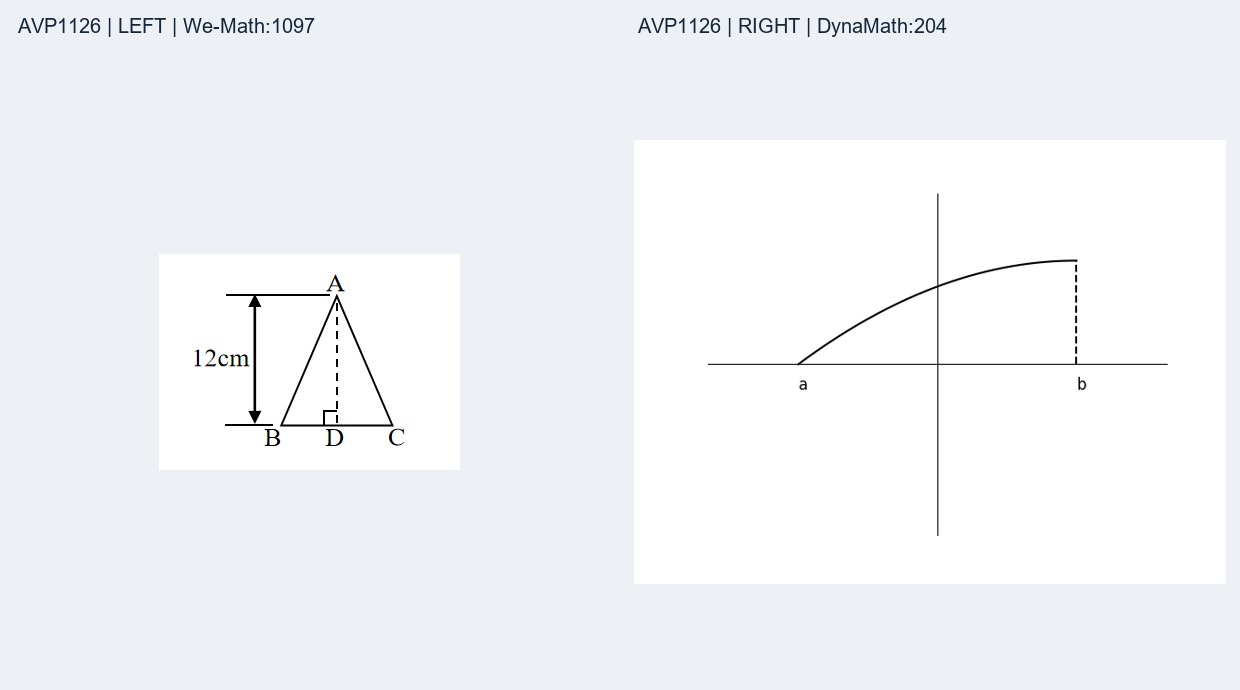 AVP1126 | LEFT | We-Math:1097
AVP1126 | RIGHT | DynaMath:204
A
12cm
B D C
a b